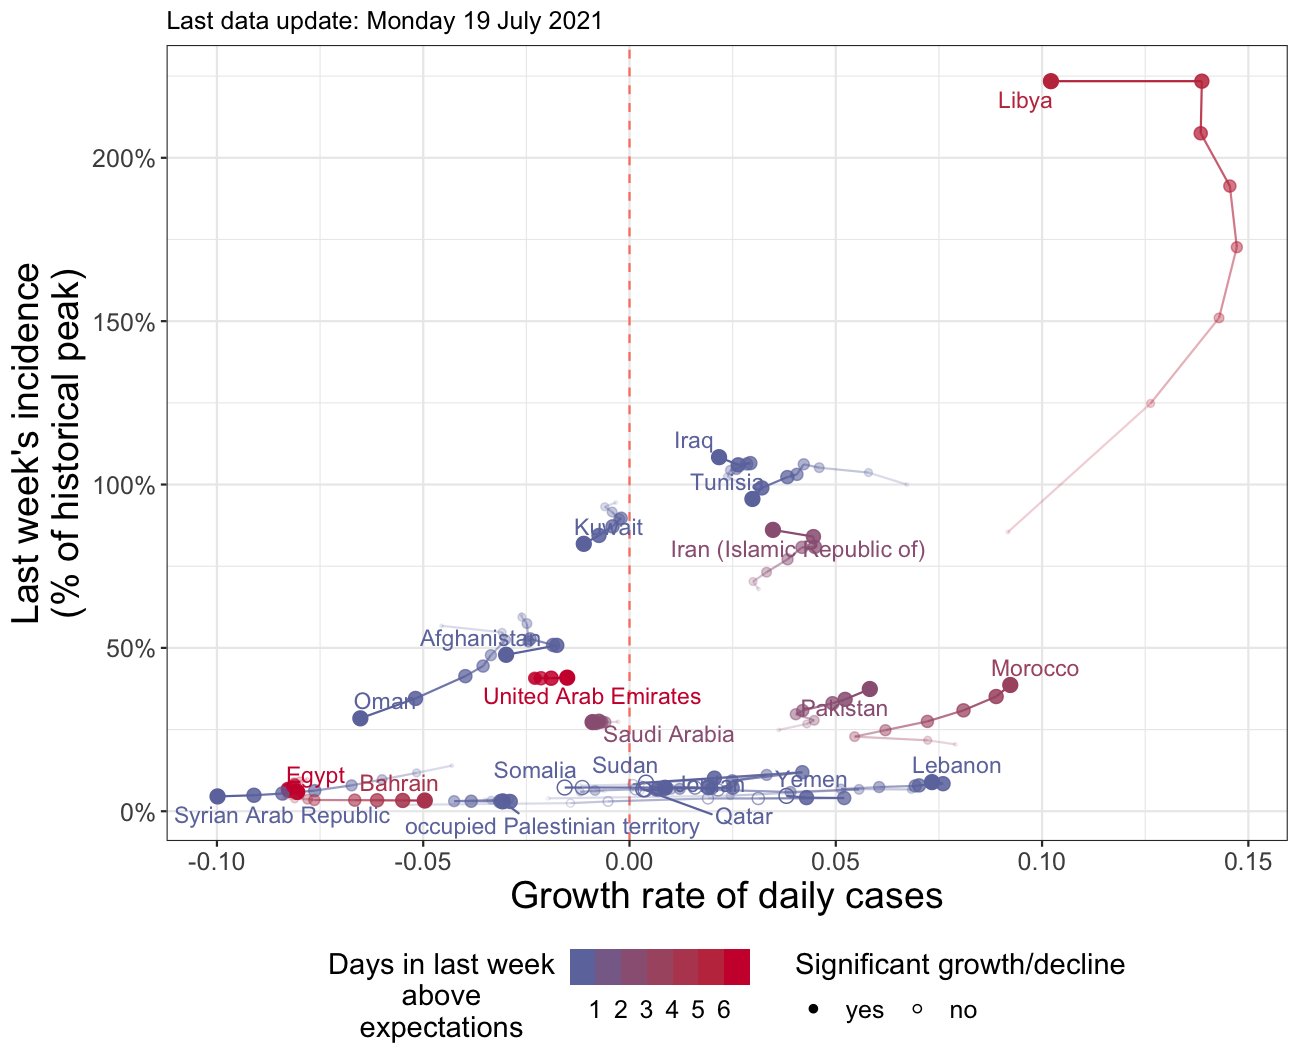 Last data update: Monday 19 July 2021
Last week's incidence
(% of historical peak)
200%
150%
100%
50%
0%
Libya
Iraq
Tunisia
Kuwait
Iran (Islamic Republic of)
Afghanistan
Morocco
Oman
United Arab Emirates
Pakistan
Saudi Arabia
Somalia
Sudan
Lebanon
Egypt
Bahrain
Jordan
Yemen
Syrian Arab Republic
occupied Palestinian territory
Qatar
-0.10
-0.05
0.00
0.05
0.10
0.15
Growth rate of daily cases
Days in last week
above
expectations
1 2 3 4 5 6
Significant growth/decline
yes
no